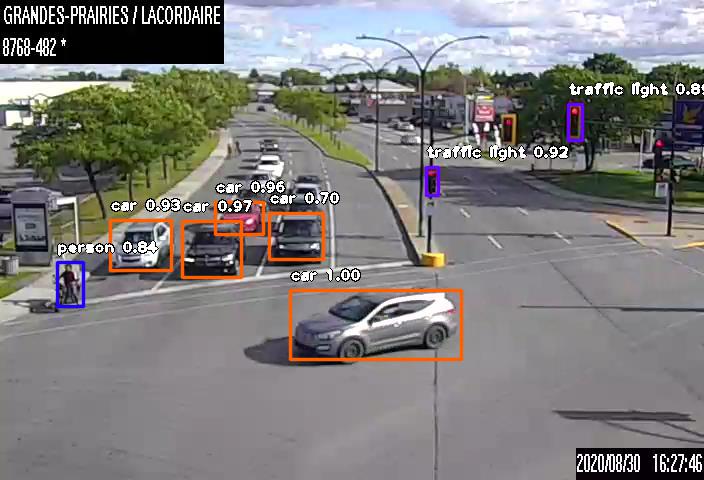 GRANDES-PRAIRIES / LACORDAIRE
8768-482 *
traffic light 0.89
traffic light 0.92
car 0.96
car 0.93
car 0.97
car 0.70
person 0.84
car 1.00
2020/08/30 16:27:46